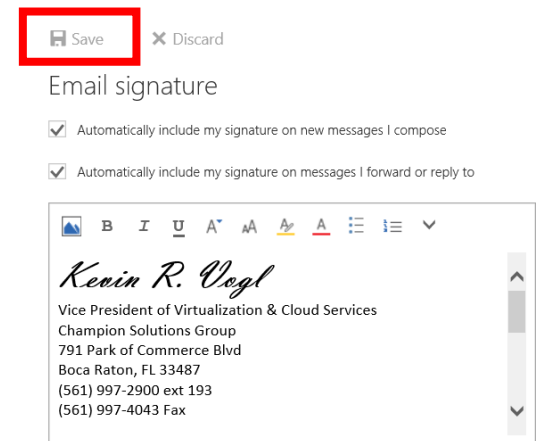 Save Discard
Email signature
Automatically include my signature on new messages I compose
Automatically include my signature on messages I forward or reply to
B I U A AA A A
Kevin R. Vogl
Vice President of Virtualization & Cloud Services
Champion Solutions Group
791 Park of Commerce Blvd
Boca Raton, FL 33487
(561) 997-2900 ext 193
(561) 997-4043 Fax